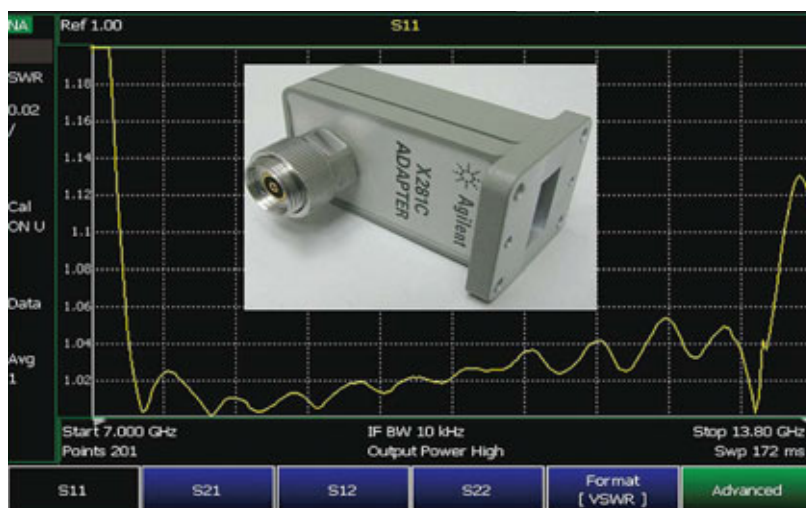 NA
Ref 1.00
S11
SWR
0.02
/
Cal
ON U
Data
Avg
1
1.18
1.16
1.14
1.12
1.1
1.08
1.06
1.04
1.02
X281C
ADAPTER
Agilent
Start 7.000 GHz
IF BW 10 kHz
Stop 13.80 GHz
Points 201
Output Power High
Swp 172 ms
S11
S21
S12
S22
Format
[ VSWR ]
Advanced